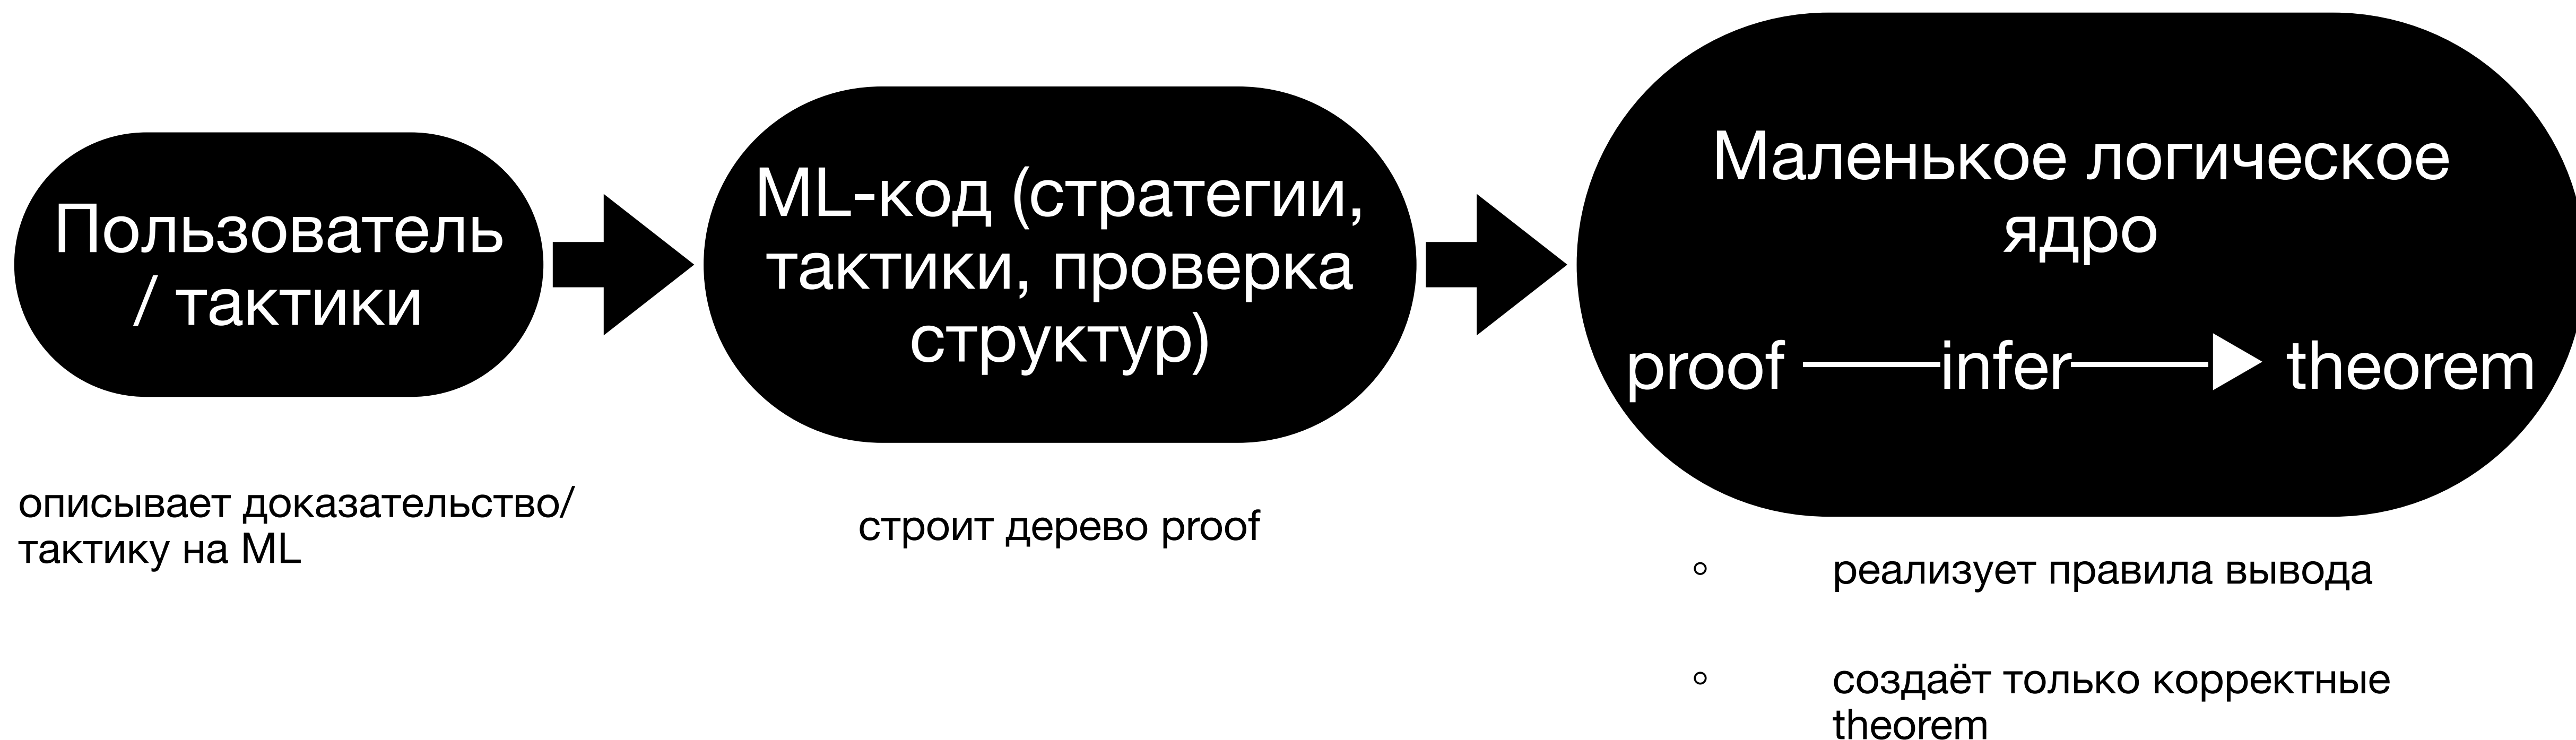 Пользователь
/ тактики
описывает доказательство/
тактику на ML
ML-код (стратегии,
тактики, проверка
структур)
строит дерево proof
Маленькое логическое
ядро
proof infer theorem
реализует правила вывода
создаёт только корректные
theorem